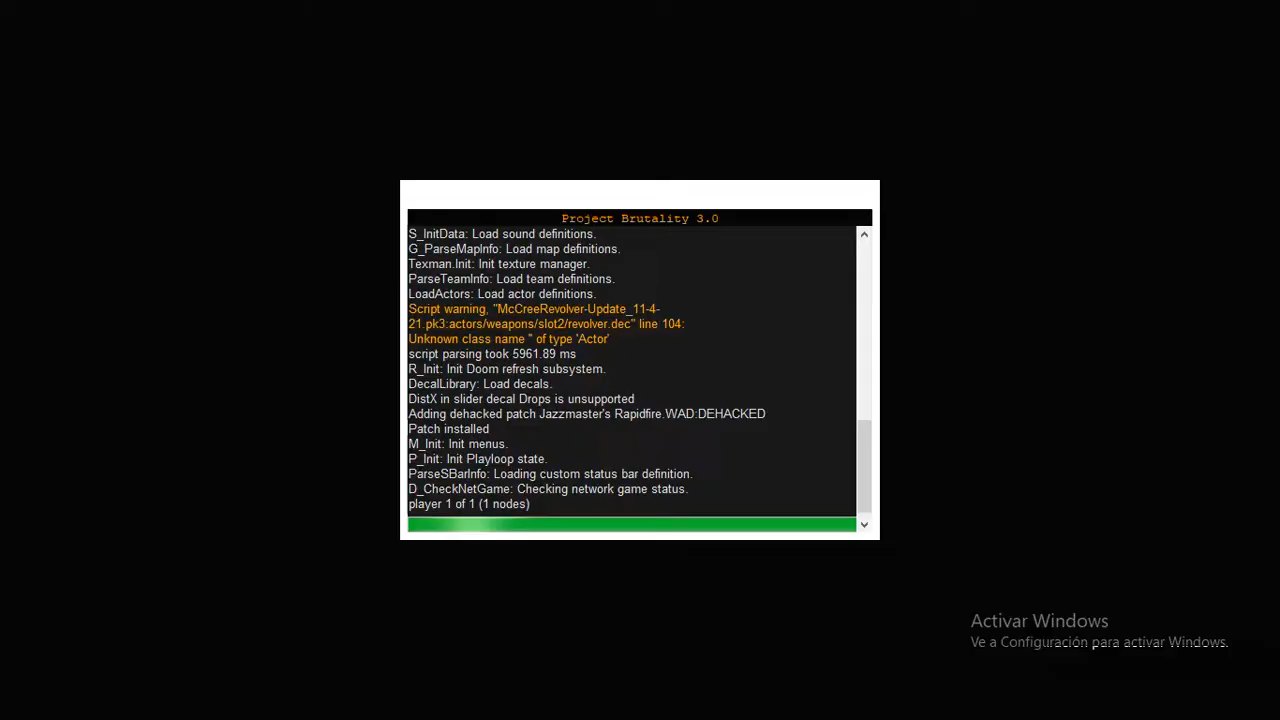 Project Brutality 3.0
S_InitData: Load sound definitions.
G_ParseMapInfo: Load map definitions.
Texman.Init: Init texture manager.
ParseTeamInfo: Load team definitions.
LoadActors: Load actor definitions.
Script warning, "McCreeRevolver-Update_11-4-
21.pk3:actors/weapons/slot2/revolver.dec" line 104:
Unknown class name '' of type 'Actor'
script parsing took 5961.89 ms
R_Init: Init Doom refresh subsystem.
DecalLibrary: Load decals.
DistX in slider decal Drops is unsupported
Adding dehacked patch Jazzmaster's Rapidfire.WAD:DEHACKED
Patch installed
M_Init: Init menus.
P_Init: Init Playloop state.
ParseSBarInfo: Loading custom status bar definition.
D_CheckNetGame: Checking network game status.
player 1 of 1 (1 nodes)
Activar Windows
Ve a Configuración para activar Windows.